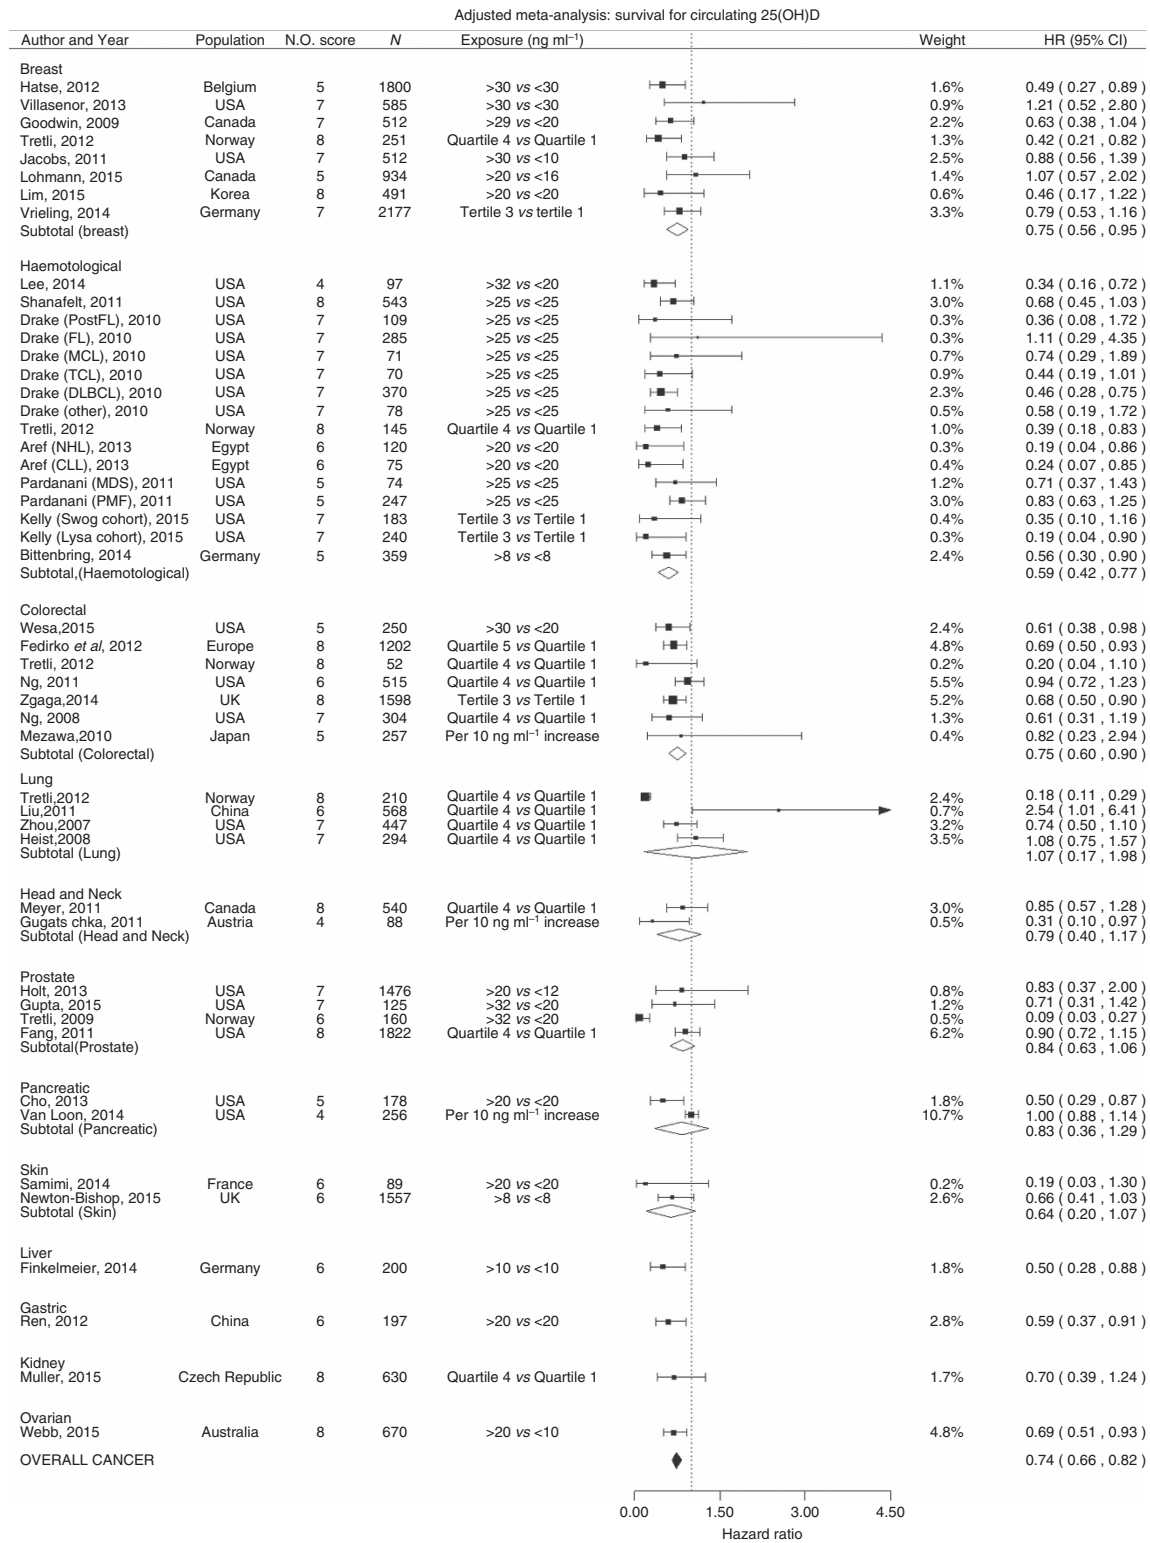 Adjusted meta-analysis: survival for circulating 25(OH)D
Author and Year Population N.O. score N Exposure (ng ml–1) Weight HR (95% CI)
Breast
Hatse, 2012 Belgium 5 1800 >30 vs <30 1.6% 0.49 ( 0.27 , 0.89 )
Villasenor, 2013 USA 7 585 >30 vs <30 0.9% 1.21 ( 0.52 , 2.80 )
Goodwin, 2009 Canada 7 512 >29 vs <20 2.2% 0.63 ( 0.38 , 1.04 )
Tretli, 2012 Norway 8 251 Quartile 4 vs Quartile 1 1.3% 0.42 ( 0.21 , 0.82 )
Jacobs, 2011 USA 7 512 >30 vs <10 2.5% 0.88 ( 0.56 , 1.39 )
Lohmann, 2015 Canada 5 934 >20 vs <16 1.4% 1.07 ( 0.57 , 2.02 )
Lim, 2015 Korea 8 491 >20 vs <20 0.6% 0.46 ( 0.17 , 1.22 )
Vrieling, 2014 Germany 7 2177 Tertile 3 vs tertile 1 3.3% 0.79 ( 0.53 , 1.16 )
Subtotal (breast) 0.75 ( 0.56 , 0.95 )
Haemotological
Lee, 2014 USA 4 97 >32 vs <20 1.1% 0.34 ( 0.16 , 0.72 )
Shanafelt, 2011 USA 8 543 >25 vs <25 3.0% 0.68 ( 0.45 , 1.03 )
Drake (PostFL), 2010 USA 7 109 >25 vs <25 0.3% 0.36 ( 0.08 , 1.72 )
Drake (FL), 2010 USA 7 285 >25 vs <25 0.3% 1.11 ( 0.29 , 4.35 )
Drake (MCL), 2010 USA 7 71 >25 vs <25 0.7% 0.74 ( 0.29 , 1.89 )
Drake (TCL), 2010 USA 7 70 >25 vs <25 0.9% 0.44 ( 0.19 , 1.01 )
Drake (DLBCL), 2010 USA 7 370 >25 vs <25 2.3% 0.46 ( 0.28 , 0.75 )
Drake (other), 2010 USA 7 78 >25 vs <25 0.5% 0.58 ( 0.19 , 1.72 )
Tretli, 2012 Norway 8 145 Quartile 4 vs Quartile 1 1.0% 0.39 ( 0.18 , 0.83 )
Aref (NHL), 2013 Egypt 6 120 >20 vs <20 0.3% 0.19 ( 0.04 , 0.86 )
Aref (CLL), 2013 Egypt 6 75 >20 vs <20 0.4% 0.24 ( 0.07 , 0.85 )
Pardanani (MDS), 2011 USA 5 74 >25 vs <25 1.2% 0.71 ( 0.37 , 1.43 )
Pardanani (PMF), 2011 USA 5 247 >25 vs <25 3.0% 0.83 ( 0.63 , 1.25 )
Kelly (Swog cohort), 2015 USA 7 183 Tertile 3 vs Tertile 1 0.4% 0.35 ( 0.10 , 1.16 )
Kelly (Lysa cohort), 2015 USA 7 240 Tertile 3 vs Tertile 1 0.3% 0.19 ( 0.04 , 0.90 )
Bittenbring, 2014 Germany 5 359 >8 vs <8 2.4% 0.56 ( 0.30 , 0.90 )
Subtotal,(Haemotological) 0.59 ( 0.42 , 0.77 )
Colorectal
Wesa,2015 USA 5 250 >30 vs <20 2.4% 0.61 ( 0.38 , 0.98 )
Fedirko et al, 2012 Europe 8 1202 Quartile 5 vs Quartile 1 4.8% 0.69 ( 0.50 , 0.93 )
Tretli, 2012 Norway 8 52 Quartile 4 vs Quartile 1 0.2% 0.20 ( 0.04 , 1.10 )
Ng, 2011 USA 6 515 Quartile 4 vs Quartile 1 5.5% 0.94 ( 0.72 , 1.23 )
Zgaga,2014 UK 8 1598 Tertile 3 vs Tertile 1 5.2% 0.68 ( 0.50 , 0.90 )
Ng, 2008 USA 7 304 Quartile 4 vs Quartile 1 1.3% 0.61 ( 0.31 , 1.19 )
Mezawa,2010 Japan 5 257 Per 10 ng ml–1 increase 0.4% 0.82 ( 0.23 , 2.94 )
Subtotal (Colorectal) 0.75 ( 0.60 , 0.90 )
Lung
Tretli,2012 Norway 8 210 Quartile 4 vs Quartile 1 2.4% 0.18 ( 0.11 , 0.29 )
Liu,2011 China 6 568 Quartile 4 vs Quartile 1 0.7% 2.54 ( 1.01 , 6.41 )
Zhou,2007 USA 7 447 Quartile 4 vs Quartile 1 3.2% 0.74 ( 0.50 , 1.10 )
Heist,2008 USA 7 294 Quartile 4 vs Quartile 1 3.5% 1.08 ( 0.75 , 1.57 )
Subtotal (Lung) 1.07 ( 0.17 , 1.98 )
Head and Neck
Meyer, 2011 Canada 8 540 Quartile 4 vs Quartile 1 3.0% 0.85 ( 0.57 , 1.28 )
Gugats chka, 2011 Austria 4 88 Per 10 ng ml–1 increase 0.5% 0.31 ( 0.10 , 0.97 )
Subtotal (Head and Neck) 0.79 ( 0.40 , 1.17 )
Prostate
Holt, 2013 USA 7 1476 >20 vs <12 0.8% 0.83 ( 0.37 , 2.00 )
Gupta, 2015 USA 7 125 >32 vs <20 1.2% 0.71 ( 0.31 , 1.42 )
Tretli, 2009 Norway 6 160 >32 vs <20 0.5% 0.09 ( 0.03 , 0.27 )
Fang, 2011 USA 8 1822 Quartile 4 vs Quartile 1 6.2% 0.90 ( 0.72 , 1.15 )
Subtotal(Prostate) 0.84 ( 0.63 , 1.06 )
Pancreatic
Cho, 2013 USA 5 178 >20 vs <20 1.8% 0.50 ( 0.29 , 0.87 )
Van Loon, 2014 USA 4 256 Per 10 ng ml–1 increase 10.7% 1.00 ( 0.88 , 1.14 )
Subtotal (Pancreatic) 0.83 ( 0.36 , 1.29 )
Skin
Samimi, 2014 France 6 89 >20 vs <20 0.2% 0.19 ( 0.03 , 1.30 )
Newton-Bishop, 2015 UK 6 1557 >8 vs <8 2.6% 0.66 ( 0.41 , 1.03 )
Subtotal (Skin) 0.64 ( 0.20 , 1.07 )
Liver
Finkelmeier, 2014 Germany 6 200 >10 vs <10 1.8% 0.50 ( 0.28 , 0.88 )
Gastric
Ren, 2012 China 6 197 >20 vs <20 2.8% 0.59 ( 0.37 , 0.91 )
Kidney
Muller, 2015 Czech Republic 8 630 Quartile 4 vs Quartile 1 1.7% 0.70 ( 0.39 , 1.24 )
Ovarian
Webb, 2015 Australia 8 670 >20 vs <10 4.8% 0.69 ( 0.51 , 0.93 )
OVERALL CANCER 0.74 ( 0.66 , 0.82 )
0.00 1.50 3.00 4.50
Hazard ratio